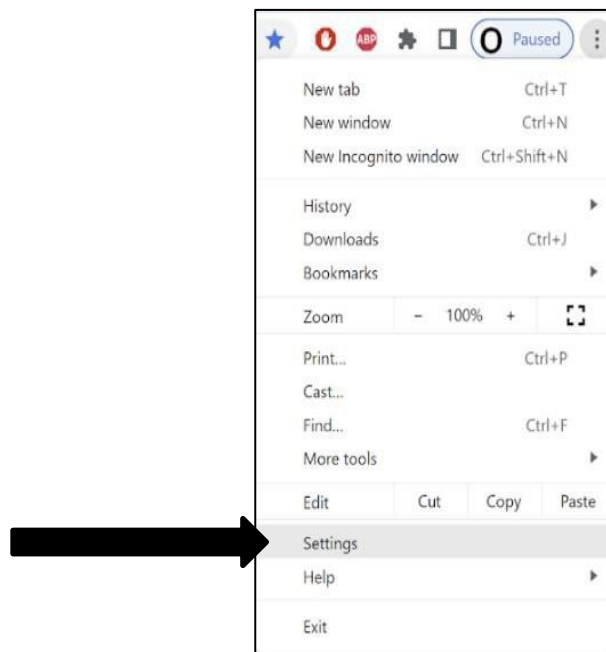 ABP Paused
New tab Ctrl+T
New window Ctrl+N
New Incognito window Ctrl+Shift+N
History
Downloads Ctrl+J
Bookmarks
Zoom - 100% +
Print... Ctrl+P
Cast...
Find... Ctrl+F
More tools
Edit Cut Copy Paste
Settings
Help
Exit